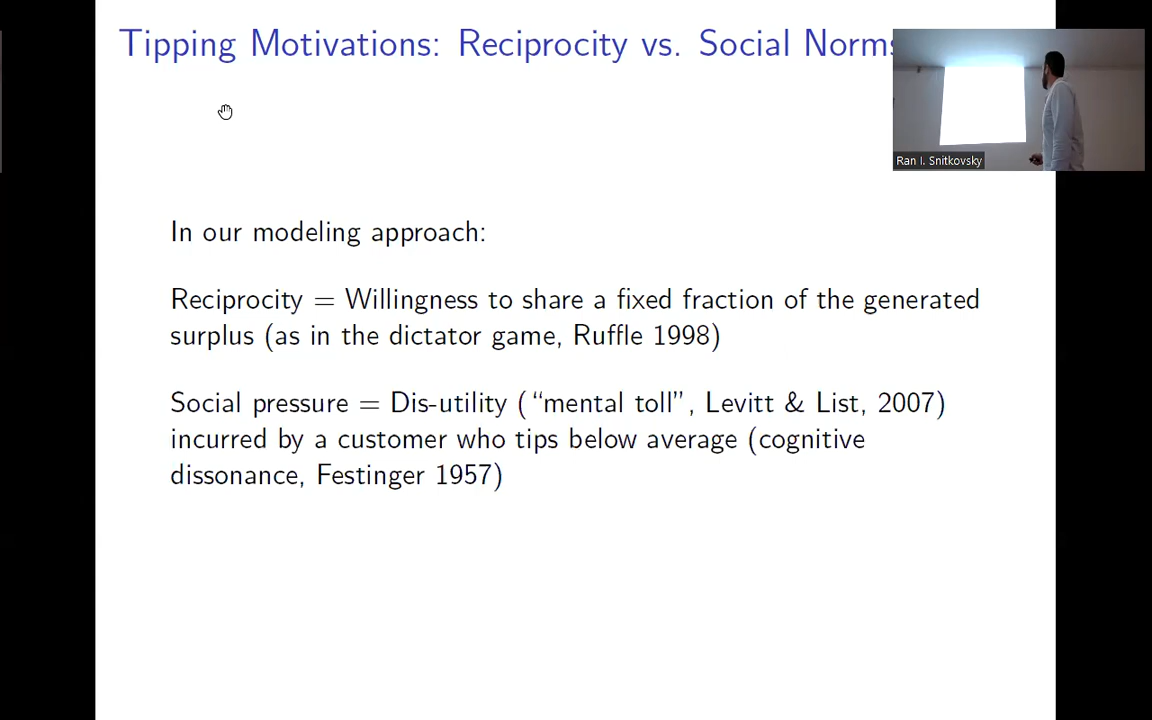 Tipping Motivations: Reciprocity vs. Social Norms
Ran I. Snitkovsky
In our modeling approach:
Reciprocity = Willingness to share a fixed fraction of the generated
surplus (as in the dictator game, Ruffle 1998)
Social pressure = Dis-utility (“mental toll”, Levitt & List, 2007)
incurred by a customer who tips below average (cognitive
dissonance, Festinger 1957)